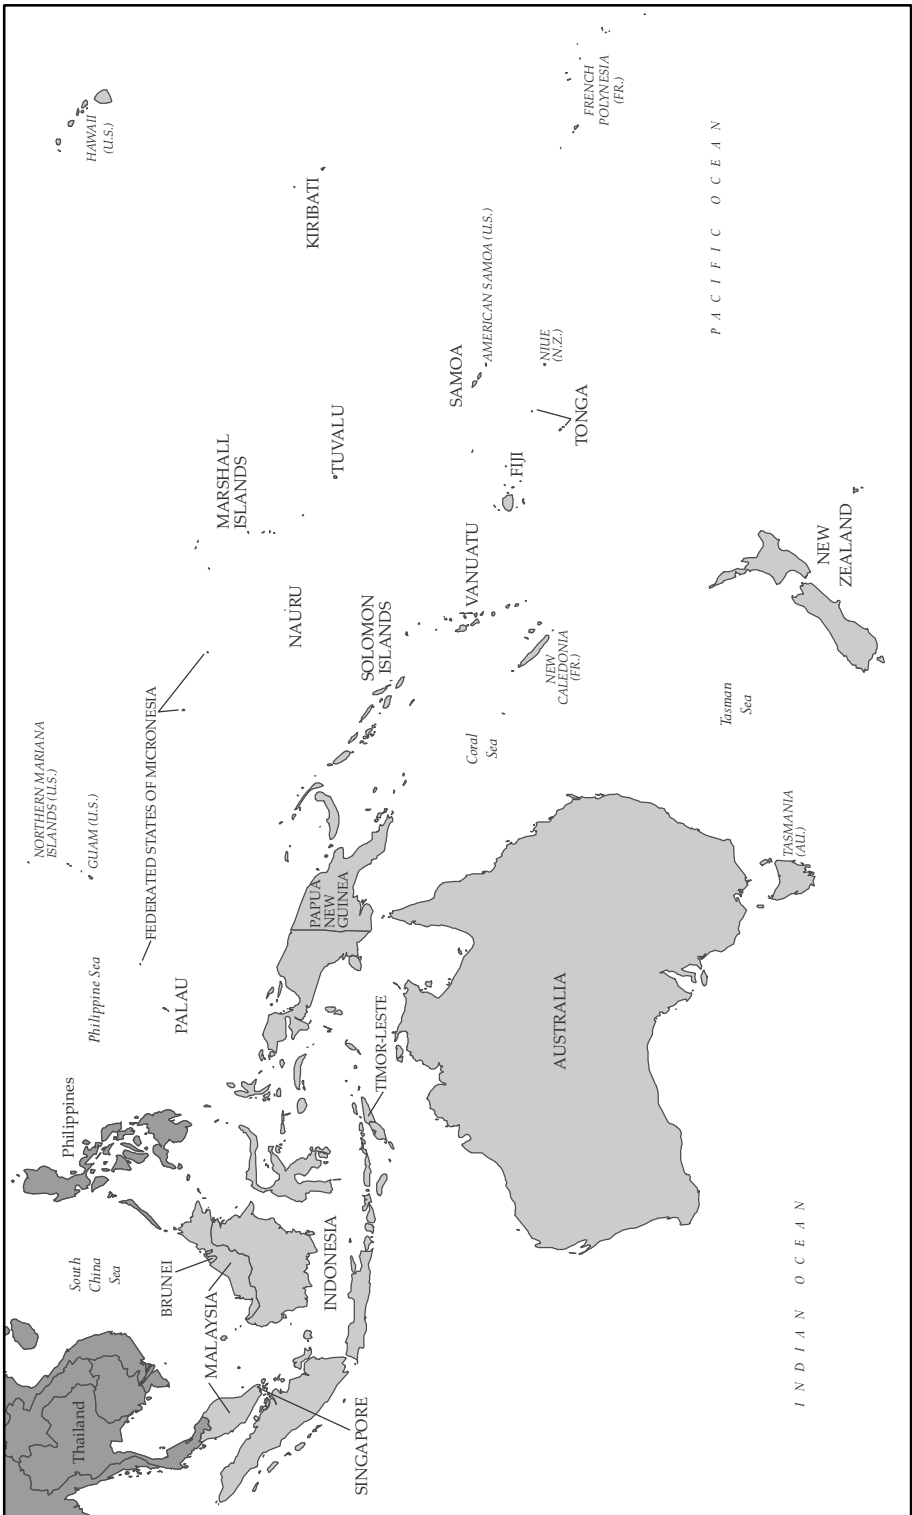 HAWAII
(U.S.)
FRENCH
POLYNESIA
(FR.)
PACIFIC OCEAN
KIRIBATI
AMERICAN SAMOA (U.S.)
SAMOA
NIUE
(N.Z.)
TONGA
TUVALU
MARSHALL
ISLANDS
FIJI
VANUATU
NEW
ZEALAND
NAURU
SOLOMON
ISLANDS
NEW
CALEDONIA
(FR.)
Tasman
Sea
Coral
Sea
FEDERATED STATES OF MICRONESIA
NORTHERN MARIANA
ISLANDS (U.S.)
GUAM (U.S.)
TASMANIA
(AU.)
PAPUA
NEW
GUINEA
Philippine Sea
PALAU
TIMOR-LESTE
AUSTRALIA
Philippines
INDONESIA
South
China
Sea
BRUNEI
MALAYSIA
INDIAN OCEAN
Thailand
SINGAPORE